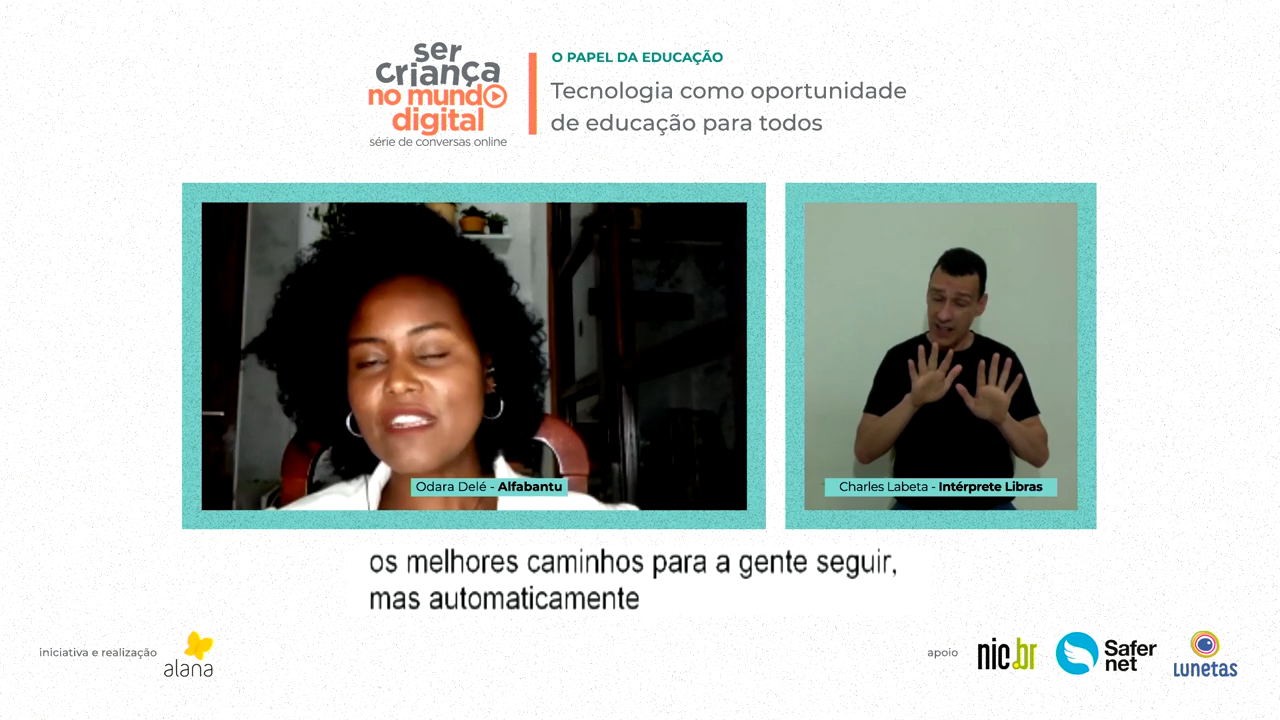 ser
criança
no mundo
digital
série de conversas online
O PAPEL DA EDUCAÇÃO
Tecnologia como oportunidade
de educação para todos
Odara Delé - Alfabantu
Charles Labeta - Intérprete Libras
os melhores caminhos para a gente seguir,
mas automaticamente
iniciativa e realização
alana
apoio
nic.br
Safer
net
LUNETAS